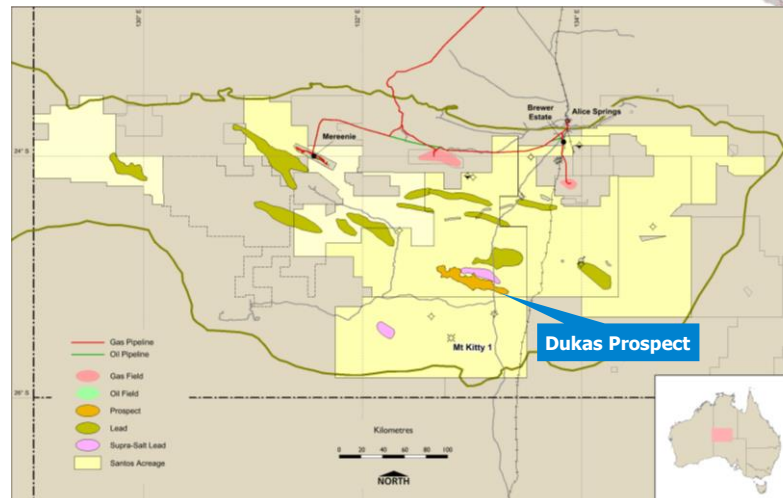 130° E
132° E
134° E
Brewer
Estate
Alice Springs
Mereenie
24° S
24° S
Dukas Prospect
Mt Kitty 1
Gas Pipeline
Oil Pipeline
Gas Field
Oil Field
Prospect
Lead
Supra-Salt Lead
Santos Acreage
26° S
26° S
Kilometres
0 20 40 60 80 100
NORTH